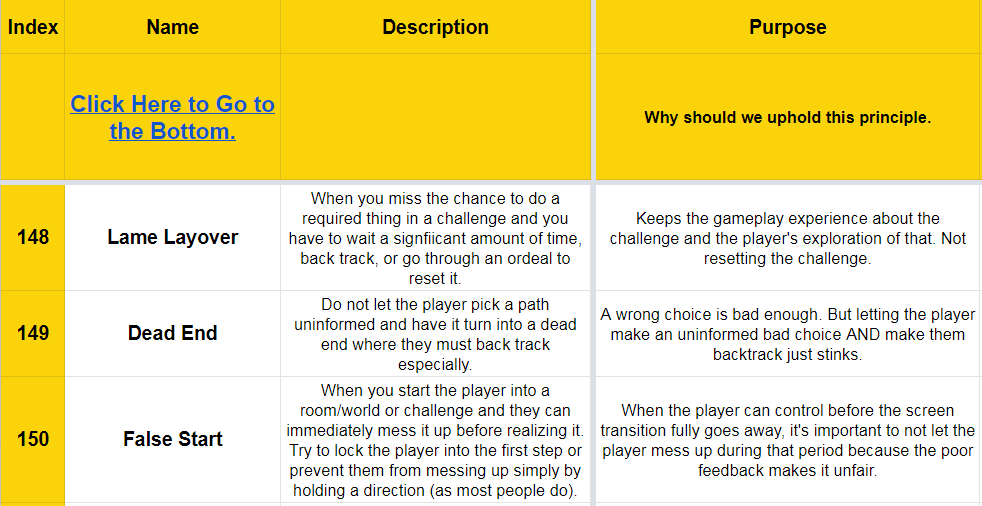 Index Name Description Purpose
Click Here to Go to
the Bottom.
Why should we uphold this principle.
148
Lame Layover
When you miss the chance to do a
required thing in a challenge and you
have to wait a signfiicant amount of time,
back track, or go through an ordeal to
reset it.
Keeps the gameplay experience about the
challenge and the player's exploration of that. Not
resetting the challenge.
149
Dead End
Do not let the player pick a path
uninformed and have it turn into a dead
end where they must back track
especially.
A wrong choice is bad enough. But letting the player
make an uninformed bad choice AND make them
backtrack just stinks.
150
False Start
When you start the player into a
room/world or challenge and they can
immediately mess it up before realizing it.
Try to lock the player into the first step or
prevent them from messing up simply by
holding a direction (as most people do).
When the player can control before the screen
transition fully goes away, it's important to not let the
player mess up during that period because the poor
feedback makes it unfair.